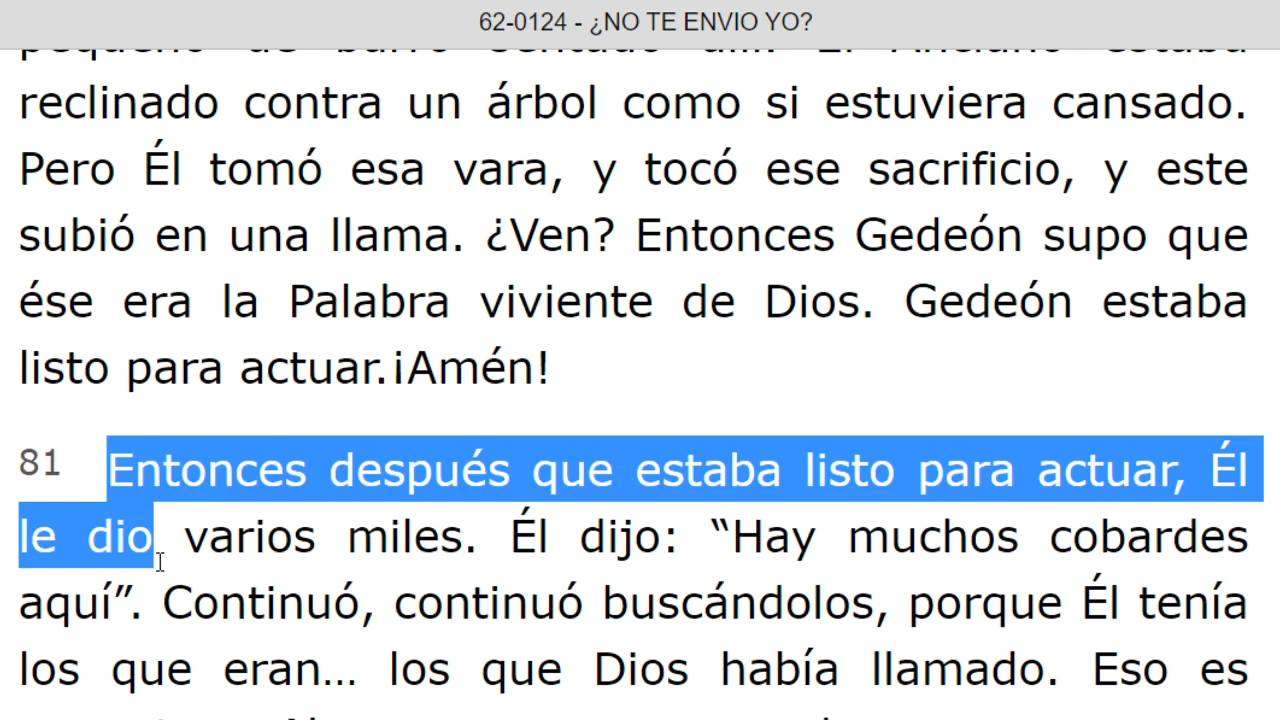 62-0124 - ¿NO TE ENVIO YO?
reclinado contra un árbol como si estuviera cansado.
Pero Él tomó esa vara, y tocó ese sacrificio, y este
subió en una llama. ¿Ven? Entonces Gedeón supo que
ése era la Palabra viviente de Dios. Gedeón estaba
listo para actuar.¡Amén!
81 Entonces después que estaba listo para actuar, Él
le dio varios miles. Él dijo: “Hay muchos cobardes
aquí”. Continuó, continuó buscándolos, porque Él tenía
los que eran… los que Dios había llamado. Eso es